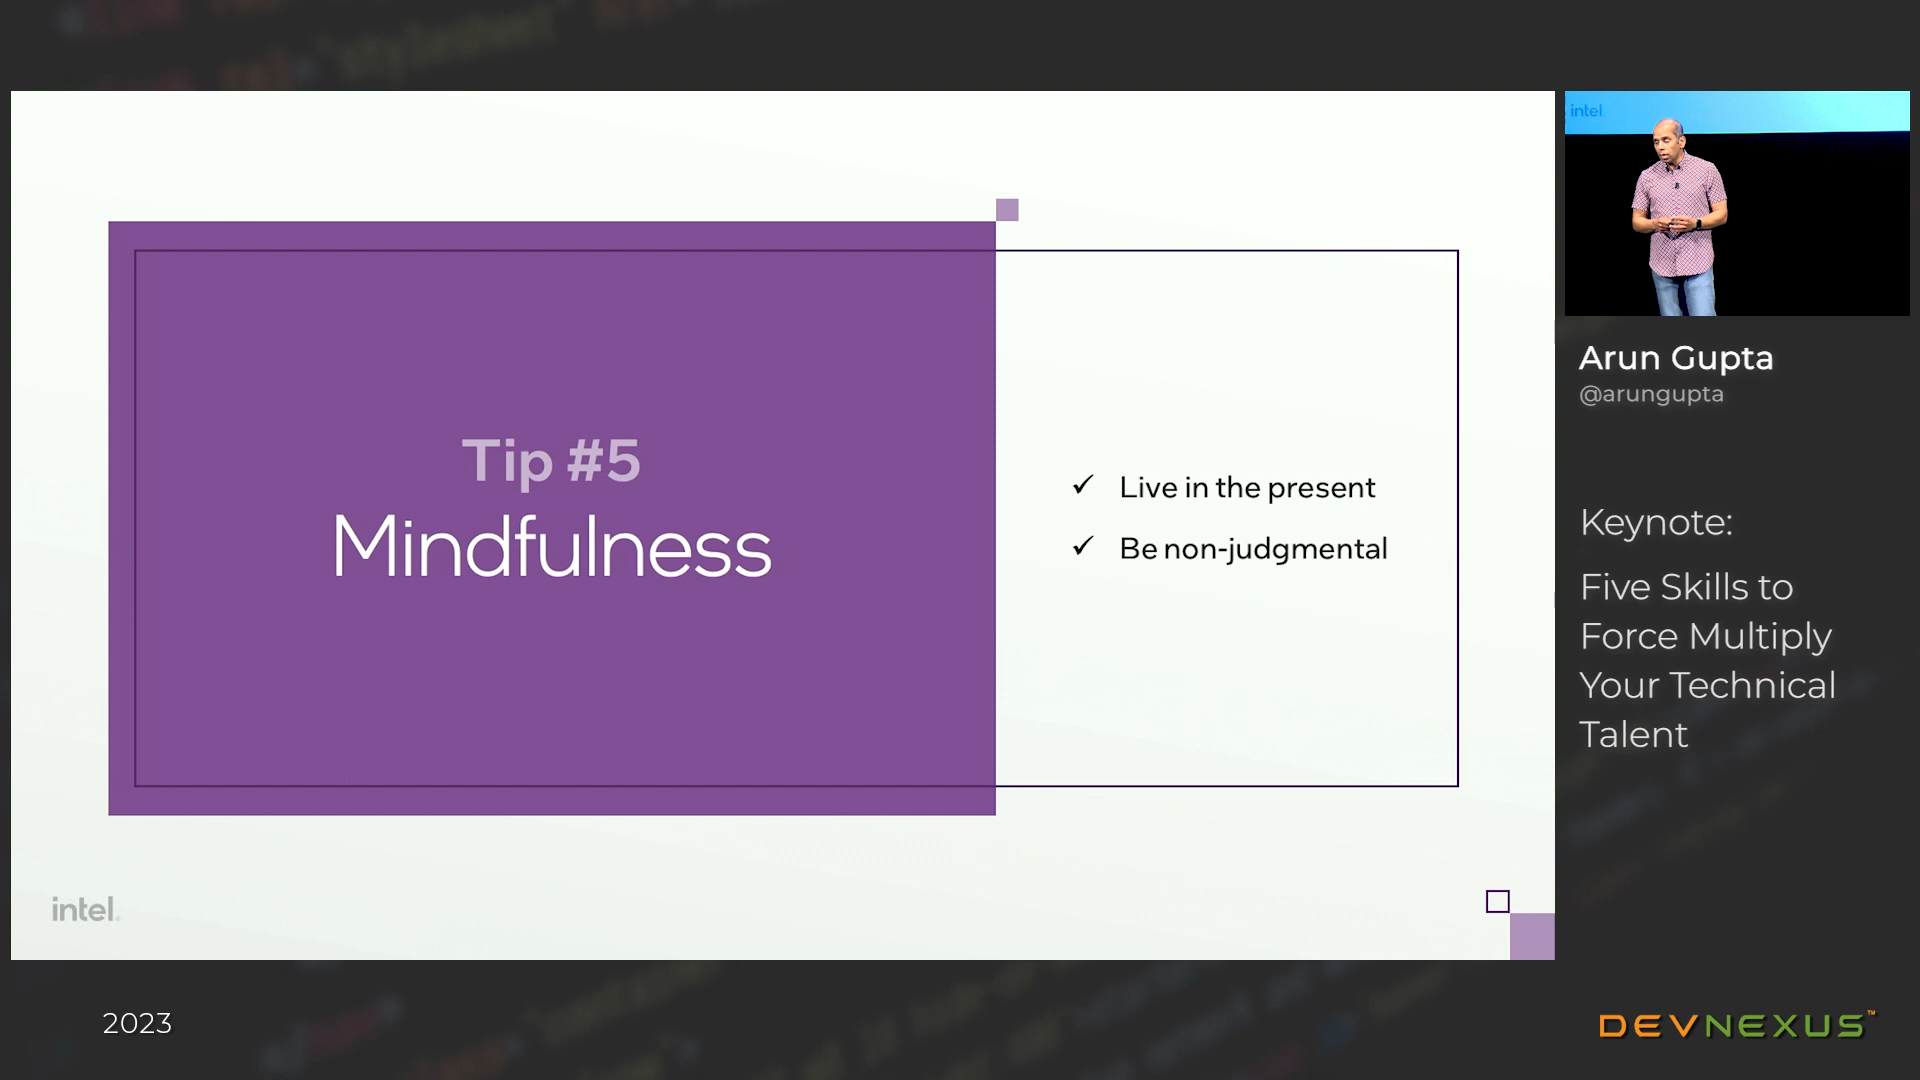 Tip #5
Mindfulness
✓ Live in the present
✓ Be non-judgmental
intel.
intel
Arun Gupta
@arungupta
Keynote:
Five Skills to
Force Multiply
Your Technical
Talent
2023
DEVNEXUS™